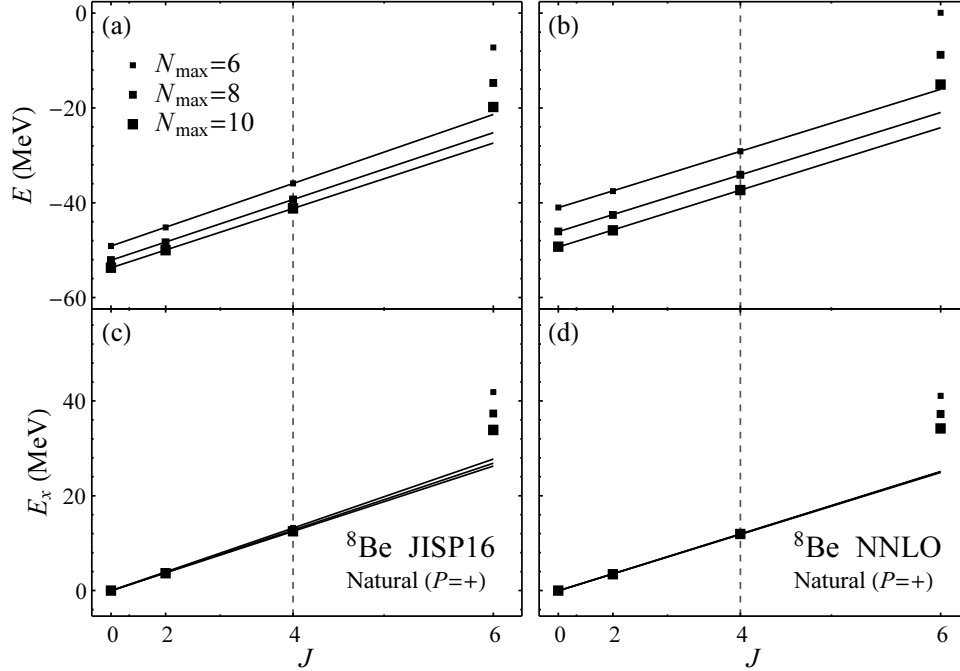 (a)
(b)
N_max=6
N_max=8
N_max=10
E (MeV)
0
−20
−40
−60
(c)
(d)
E_x (MeV)
40
20
0
⁸Be JISP16
Natural (P=+)
⁸Be NNLO
Natural (P=+)
0 2 4 6
0 2 4 6
J
J